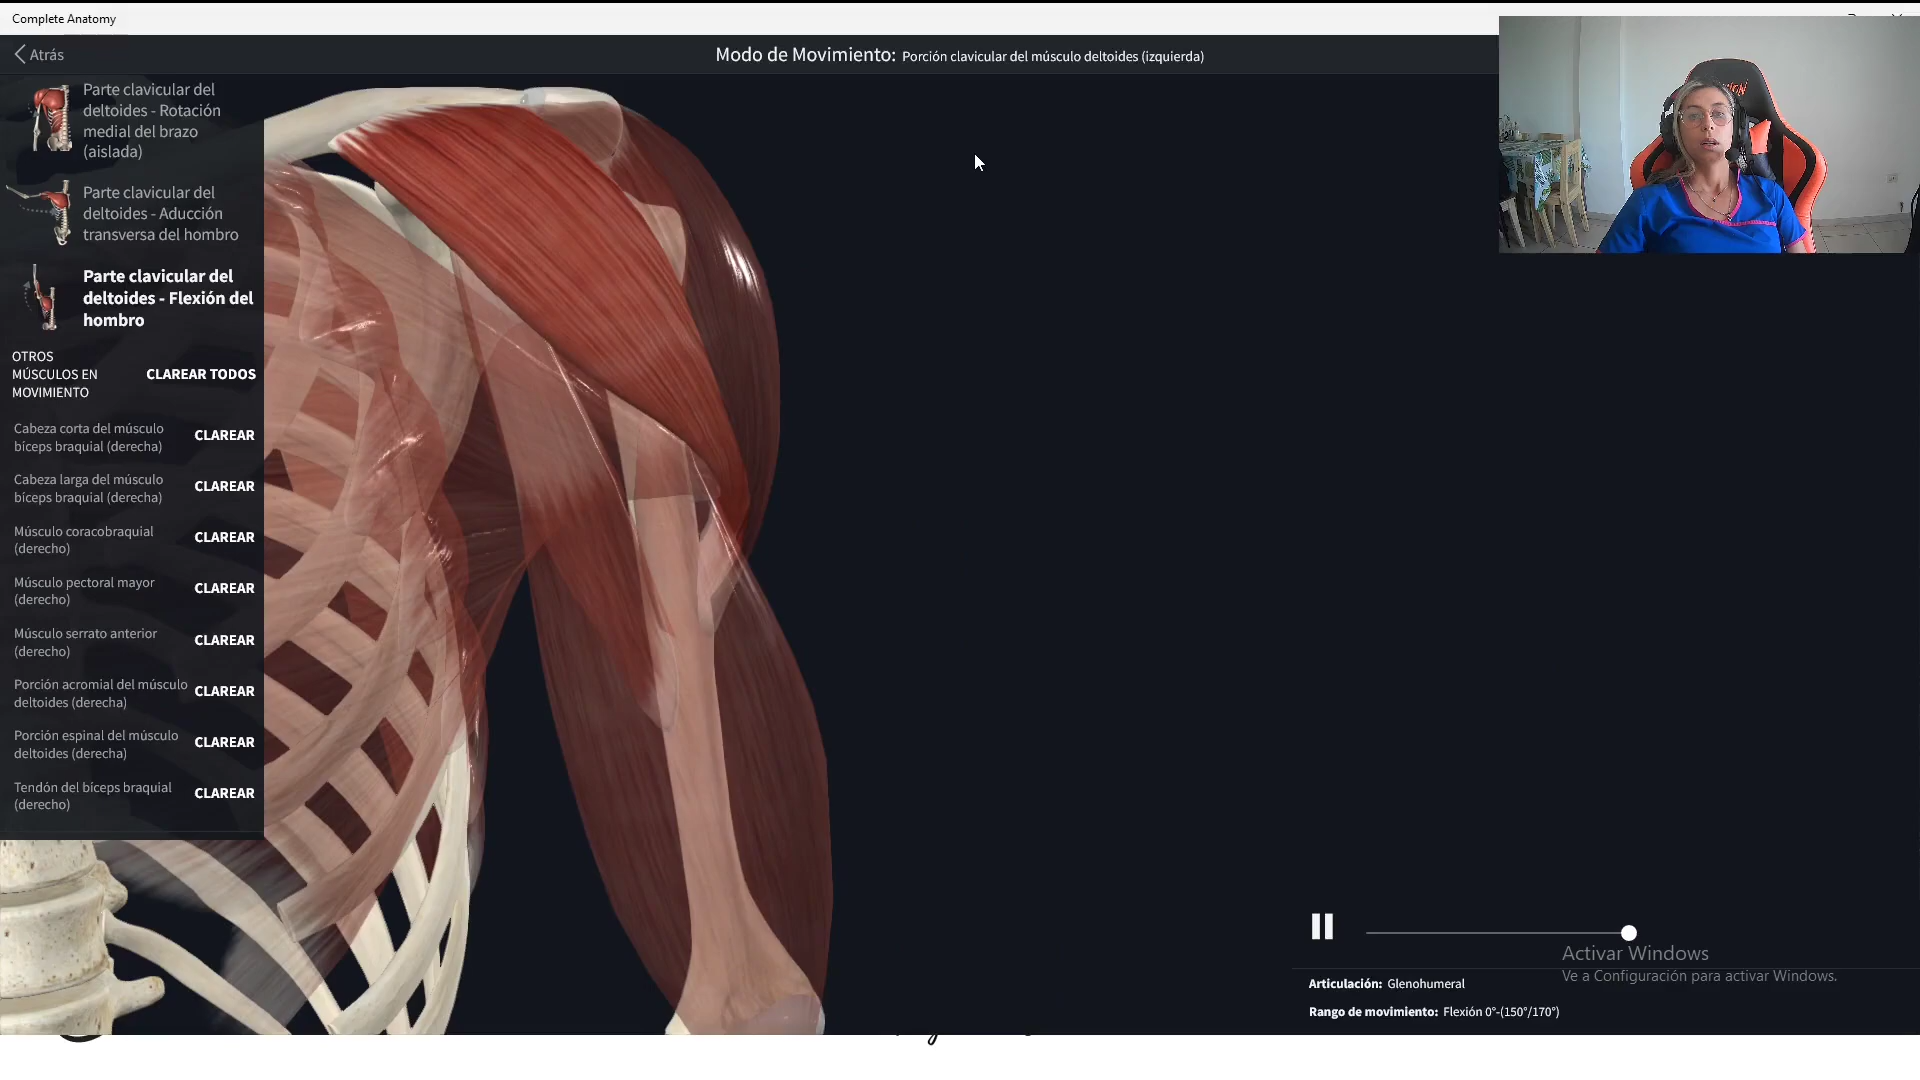 Complete Anatomy
Atrás
Modo de Movimiento: Porción clavicular del músculo deltoides (izquierda)
Parte clavicular del
deltoides - Rotación
medial del brazo
(aislada)
Parte clavicular del
deltoides - Aducción
transversa del hombro
Parte clavicular del
deltoides - Flexión del
hombro
OTROS
MÚSCULOS EN
MOVIMIENTO
CLAREAR TODOS
Cabeza corta del músculo
bíceps braquial (derecha)
CLAREAR
Cabeza larga del músculo
bíceps braquial (derecha)
CLAREAR
Músculo coracobraquial
(derecho)
CLAREAR
Músculo pectoral mayor
(derecho)
CLAREAR
Músculo serrato anterior
(derecho)
CLAREAR
Porción acromial del músculo
deltoides (derecha)
CLAREAR
Porción espinal del músculo
deltoides (derecha)
CLAREAR
Tendón del bíceps braquial
(derecho)
CLAREAR
Activar Windows
Ve a Configuración para activar Windows.
Articulación: Glenohumeral
Rango de movimiento: Flexión 0°-(150°/170°)